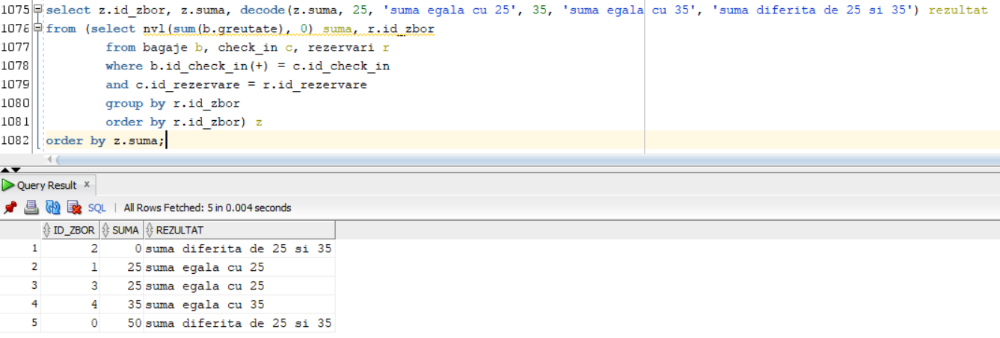 1075 select z.id_zbor, z.suma, decode(z.suma, 25, 'suma egala cu 25', 35, 'suma egala cu 35', 'suma diferita de 25 si 35') rezultat
1076 from (select nvl(sum(b.greutate), 0) suma, r.id_zbor
1077 from bagaje b, check_in c, rezervari r
1078 where b.id_check_in(+) = c.id_check_in
1079 and c.id_rezervare = r.id_rezervare
1080 group by r.id_zbor
1081 order by r.id_zbor) z
1082 order by z.suma;
Query Result x
SQL | All Rows Fetched: 5 in 0.004 seconds
ID_ZBOR SUMA REZULTAT
1 2 0 suma diferita de 25 si 35
2 1 25 suma egala cu 25
3 3 25 suma egala cu 25
4 4 35 suma egala cu 35
5 0 50 suma diferita de 25 si 35